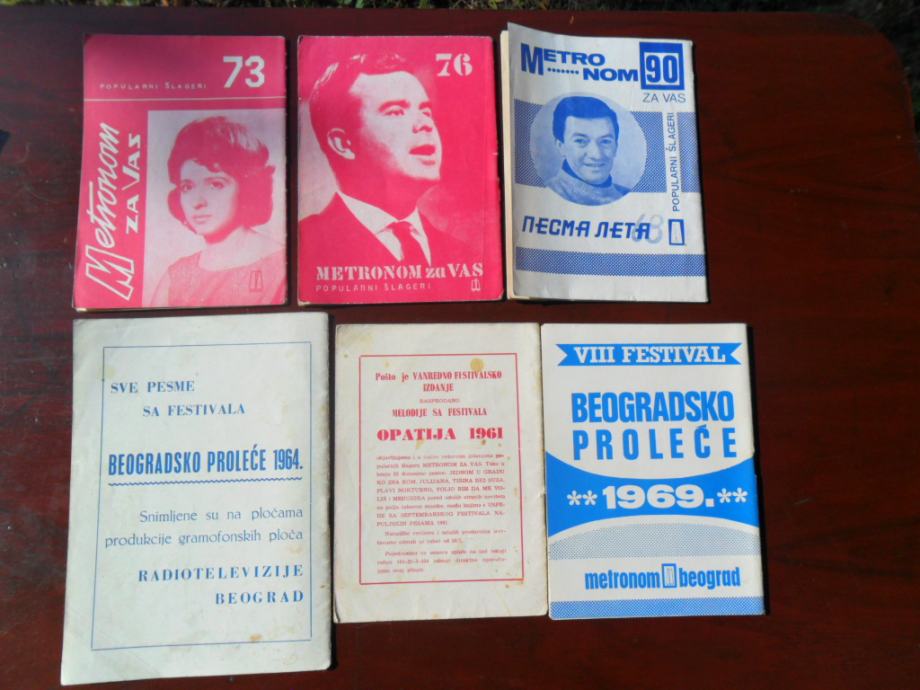 73
POPULARNI ŠLAGERI
Metronom
ZA VAS
76
METRONOM za VAS
POPULARNI ŠLAGERI
METRO
NOM 90
ZA VAS
POPULARNI ŠLAGERI
ПЕСМА ЛЕТА
63
SVE PESME
SA FESTIVALA
BEOGRADSKO PROLEĆE 1964.
Snimljene su na pločama
produkcije gramofonskih ploča
RADIOTELEVIZIJE
BEOGRAD
Pošto je VANREDNO FESTIVALSKO
IZDANJE
RASPRODANO
MELODIJE SA FESTIVALA
OPATIJA 1961
VIII FESTIVAL
BEOGRADSKO
PROLEĆE
**1969.**
metronom beograd